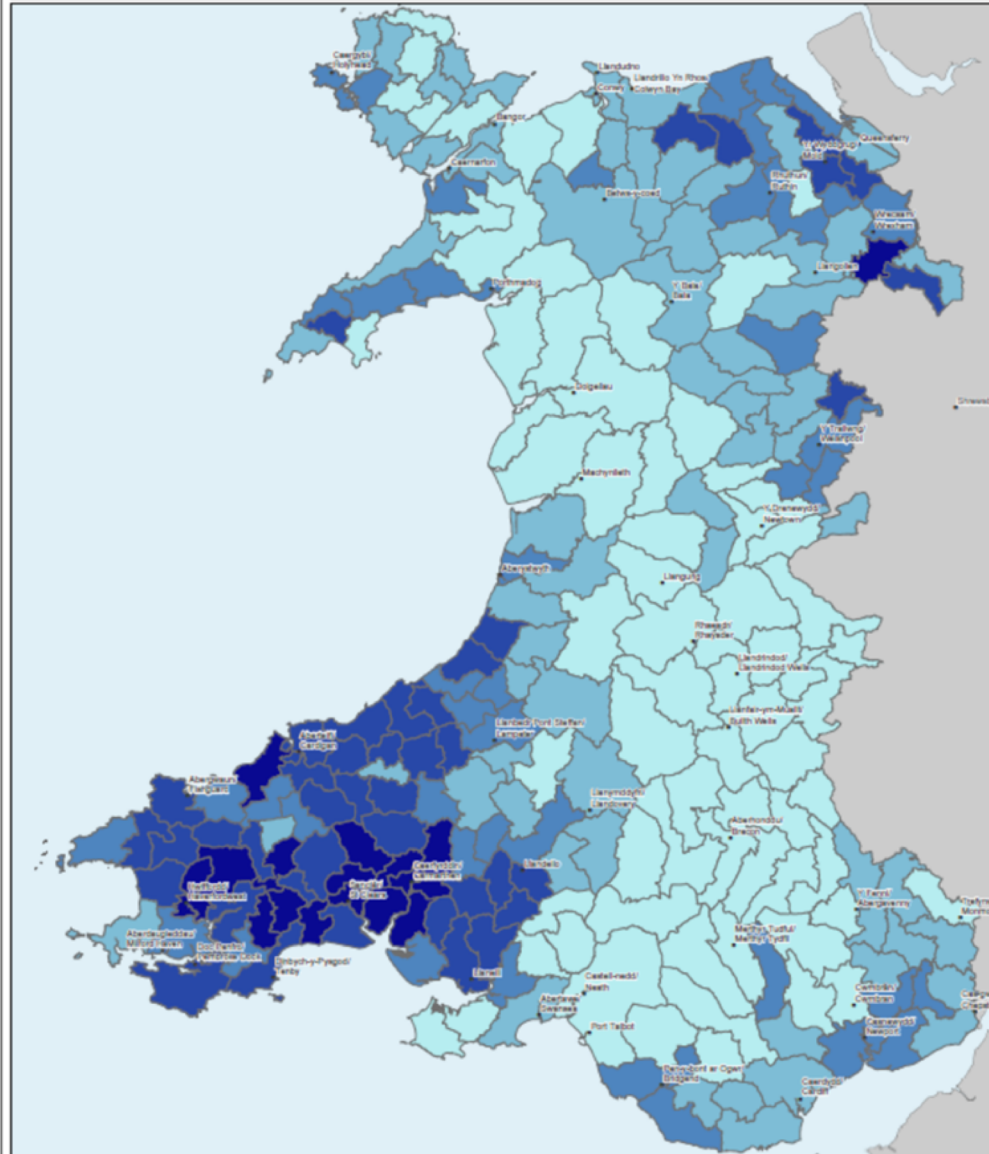 Caergybi/
Holyhead
Llandudno
Conwy
Llandrillo Yn Rhos/
Colwyn Bay
Bangor
Caernarfon
Betws-y-coed
Queensferry
Rhuthun/
Ruthin
Wrecsam/
Wrexham
Llangollen
Porthmadog
Y Bala/
Bala
Dolgellau
Y Trallwng/
Welshpool
Machynlleth
Y Drenewydd/
Newtown
Aberystwyth
Llangurig
Rhaeadr/
Rhayader
Llandrindod/
Llandrindod Wells
Llanfair-ym-Muallt/
Builth Wells
Llanbedr Pont Steffan/
Lampeter
Aberteifi/
Cardigan
Abergwaun/
Fishguard
Llanymddyfri/
Llandovery
Aberhonddu/
Brecon
Caerfyrddin/
Carmarthen
Llandeilo
Sanclêr/
St Clears
Hwlffordd/
Haverfordwest
Y Fenni/
Abergavenny
Aberdaugleddau/
Milford Haven
Doc Penfro/
Pembroke Dock
Dinbych-y-Pysgod/
Tenby
Merthyr Tudful/
Merthyr Tydfil
Llanelli
Castell-nedd/
Neath
Abertawe/
Swansea
Cwmbrân/
Cwmbran
Casnewydd/
Newport
Port Talbot
Pen-y-bont ar Ogwr/
Bridgend
Caerdydd/
Cardiff